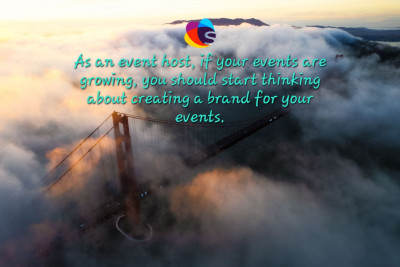 S
As an event host, if your events are
growing, you should start thinking
about creating a brand for your
events.